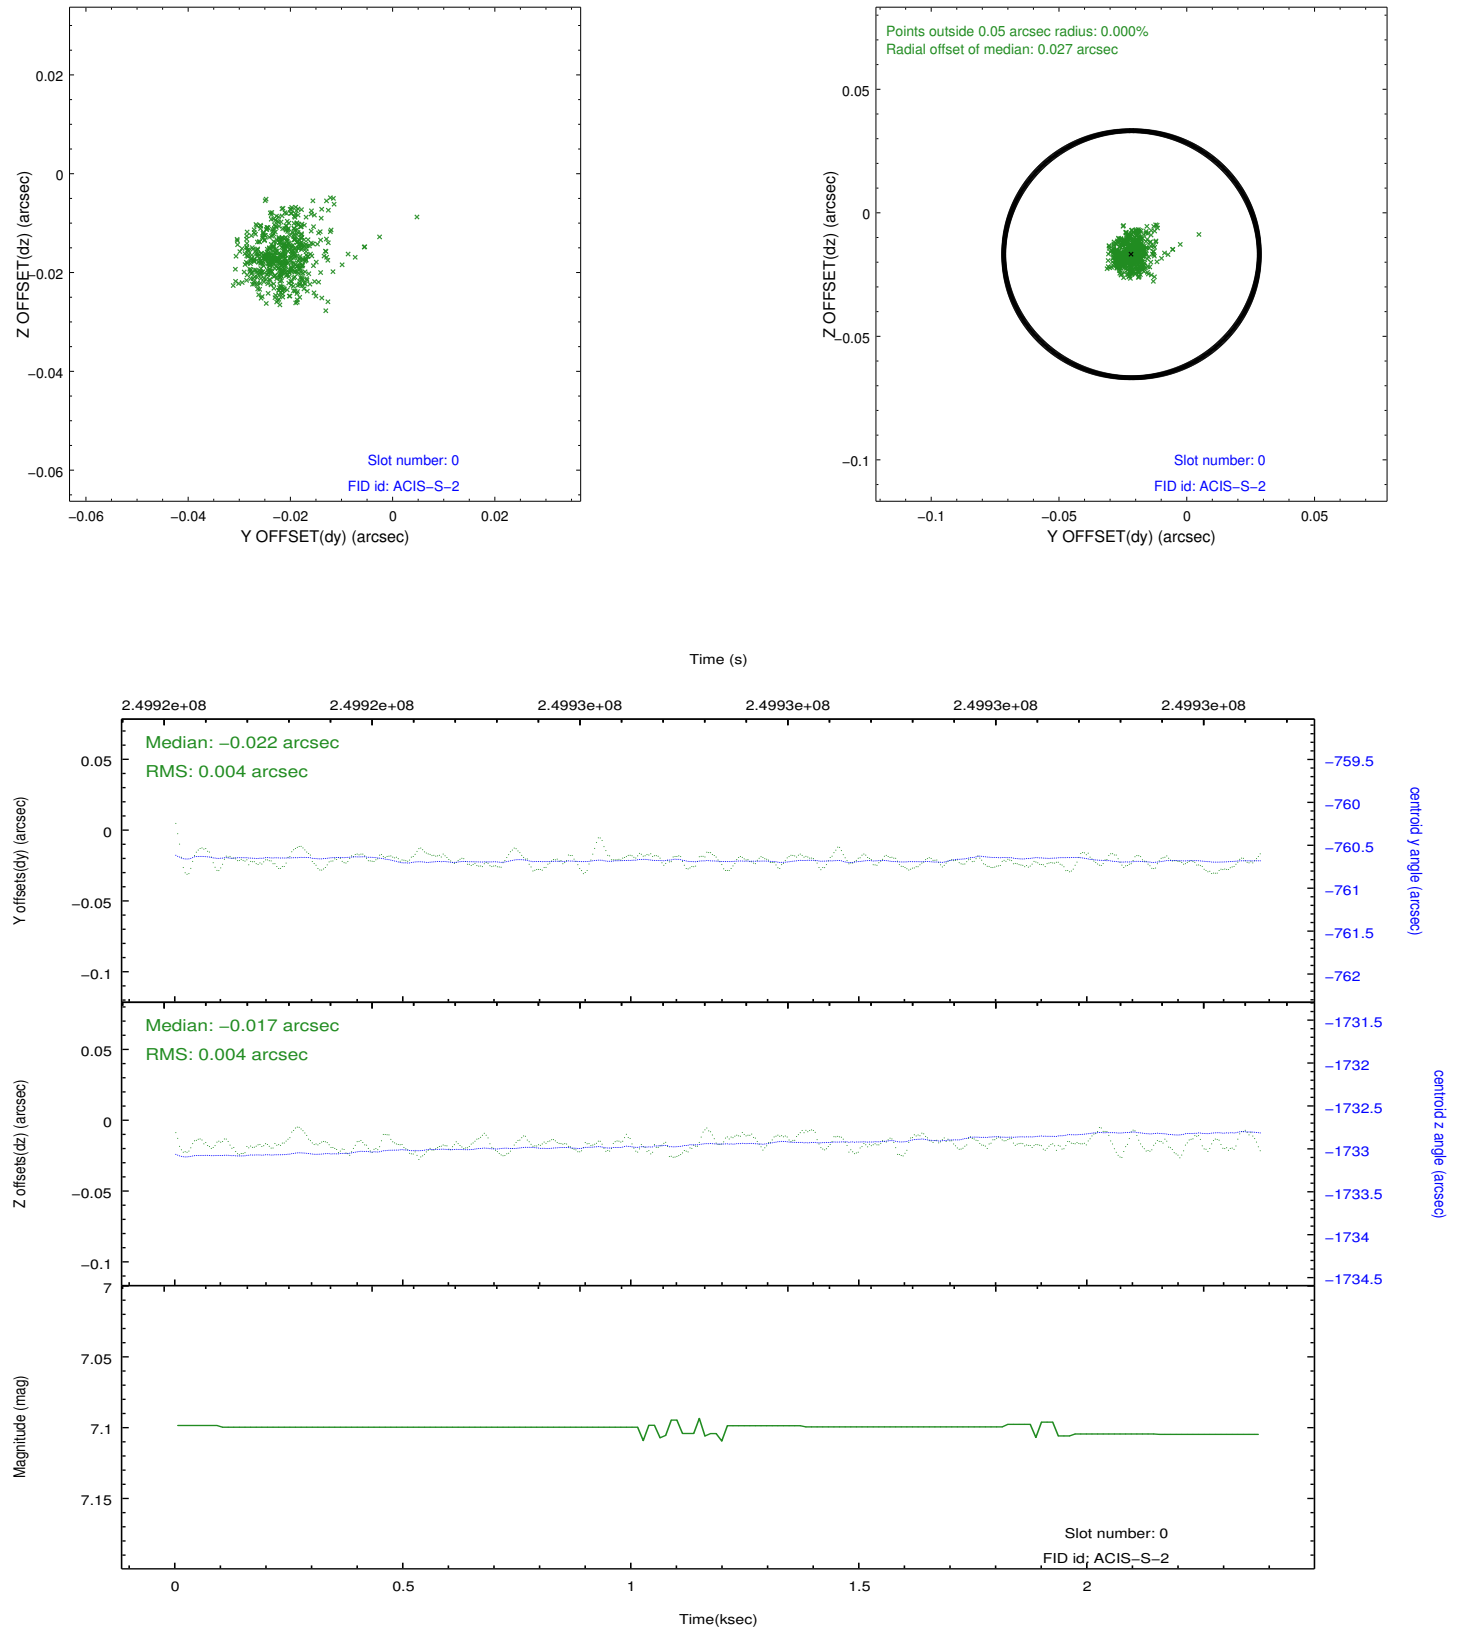 0.02
0
−0.02
−0.04
−0.06
Z OFFSET(dz) (arcsec)
Slot number: 0
FID id: ACIS−S−2
−0.06 −0.04 −0.02 0 0.02
Y OFFSET(dy) (arcsec)
Points outside 0.05 arcsec radius: 0.000%
Radial offset of median: 0.027 arcsec
0.05
0
−0.05
−0.1
Z OFFSET(dz) (arcsec)
Slot number: 0
FID id: ACIS−S−2
−0.1 −0.05 0 0.05
Y OFFSET(dy) (arcsec)
Time (s)
2.4992e+08 2.4992e+08 2.4993e+08 2.4993e+08 2.4993e+08 2.4993e+08
Median: −0.022 arcsec
RMS: 0.004 arcsec
0.05
0
−0.05
−0.1
Y offsets(dy) (arcsec)
−759.5
−760
−760.5
−761
−761.5
−762
centroid y angle (arcsec)
Median: −0.017 arcsec
RMS: 0.004 arcsec
0.05
0
−0.05
−0.1
Z offsets(dz) (arcsec)
−1731.5
−1732
−1732.5
−1733
−1733.5
−1734
−1734.5
centroid z angle (arcsec)
7
7.05
7.1
7.15
Magnitude (mag)
Slot number: 0
FID id: ACIS−S−2
0 0.5 1 1.5 2
Time(ksec)